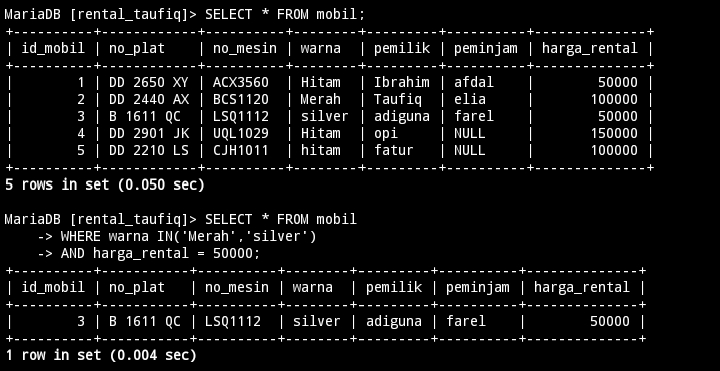 MariaDB [rental_taufiq]> SELECT * FROM mobil;
+----------+------------+----------+--------+----------+----------+--------------+
| id_mobil | no_plat    | no_mesin | warna  | pemilik  | peminjam | harga_rental |
+----------+------------+----------+--------+----------+----------+--------------+
|        1 | DD 2650 XY | ACX3560  | Hitam  | Ibrahim  | afdal    |        50000 |
|        2 | DD 2440 AX | BCS1120  | Merah  | Taufiq   | elia     |       100000 |
|        3 | B 1611 QC  | LSQ1112  | silver | adiguna  | farel    |        50000 |
|        4 | DD 2901 JK | UQL1029  | Hitam  | opi      | NULL     |       150000 |
|        5 | DD 2210 LS | CJH1011  | hitam  | fatur    | NULL     |       100000 |
+----------+------------+----------+--------+----------+----------+--------------+
5 rows in set (0.050 sec)

MariaDB [rental_taufiq]> SELECT * FROM mobil
    -> WHERE warna IN('Merah','silver')
    -> AND harga_rental = 50000;
+----------+-----------+----------+--------+---------+----------+--------------+
| id_mobil | no_plat   | no_mesin | warna  | pemilik | peminjam | harga_rental |
+----------+-----------+----------+--------+---------+----------+--------------+
|        3 | B 1611 QC | LSQ1112  | silver | adiguna | farel    |        50000 |
+----------+-----------+----------+--------+---------+----------+--------------+
1 row in set (0.004 sec)